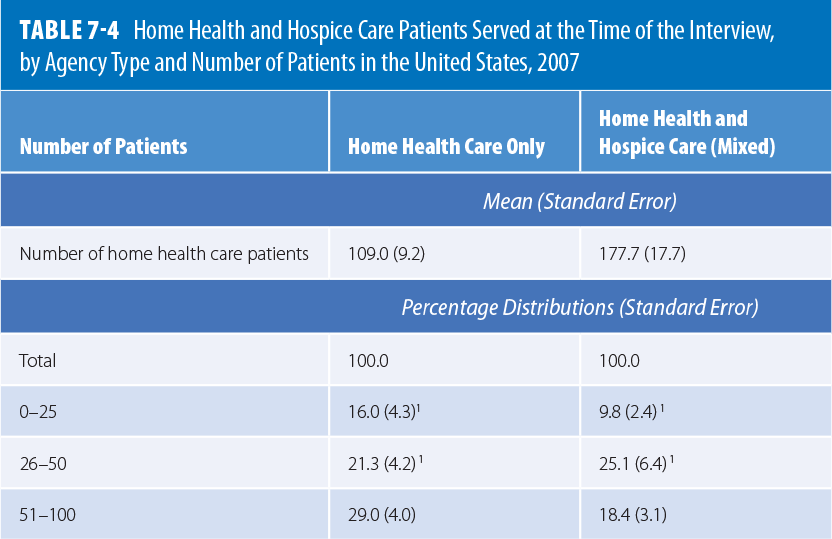 TABLE 7-4 Home Health and Hospice Care Patients Served at the Time of the Interview,
by Agency Type and Number of Patients in the United States, 2007
Number of Patients Home Health Care Only Home Health and
Hospice Care (Mixed)
Mean (Standard Error)
Number of home health care patients 109.0 (9.2) 177.7 (17.7)
Percentage Distributions (Standard Error)
Total 100.0 100.0
0–25 16.0 (4.3)¹ 9.8 (2.4)¹
26–50 21.3 (4.2)¹ 25.1 (6.4)¹
51–100 29.0 (4.0) 18.4 (3.1)